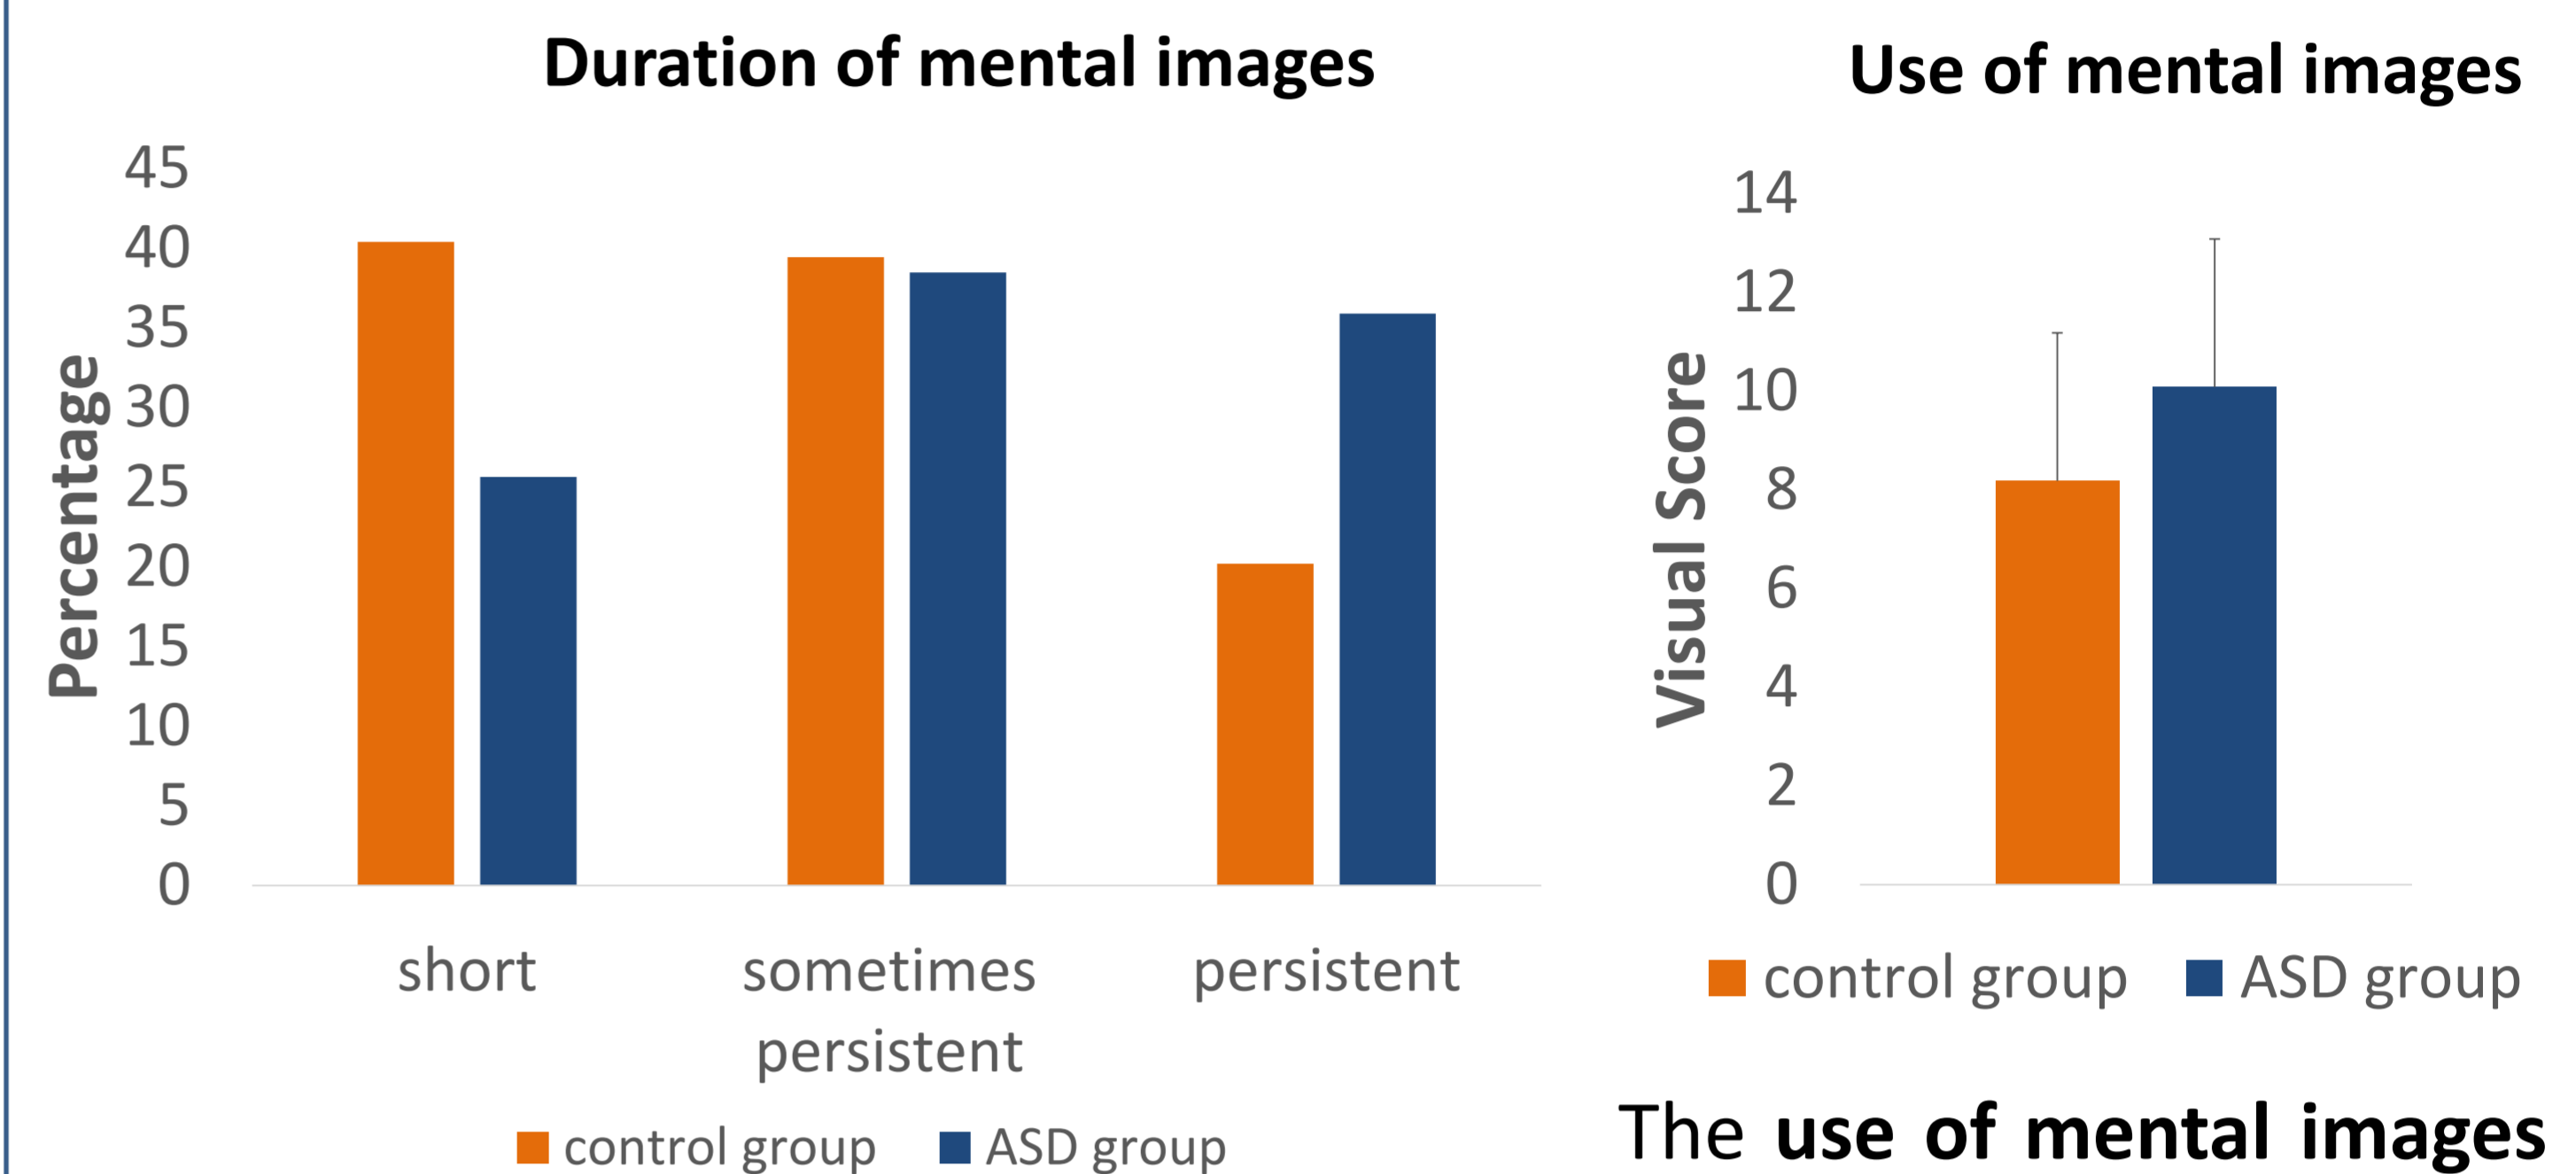 Duration of mental images
Percentage
45
40
35
30
25
20
15
10
5
0
short
sometimes
persistent
persistent
control group
ASD group
Use of mental images
Visual Score
14
12
10
8
6
4
2
0
control group
ASD group
The use of mental images